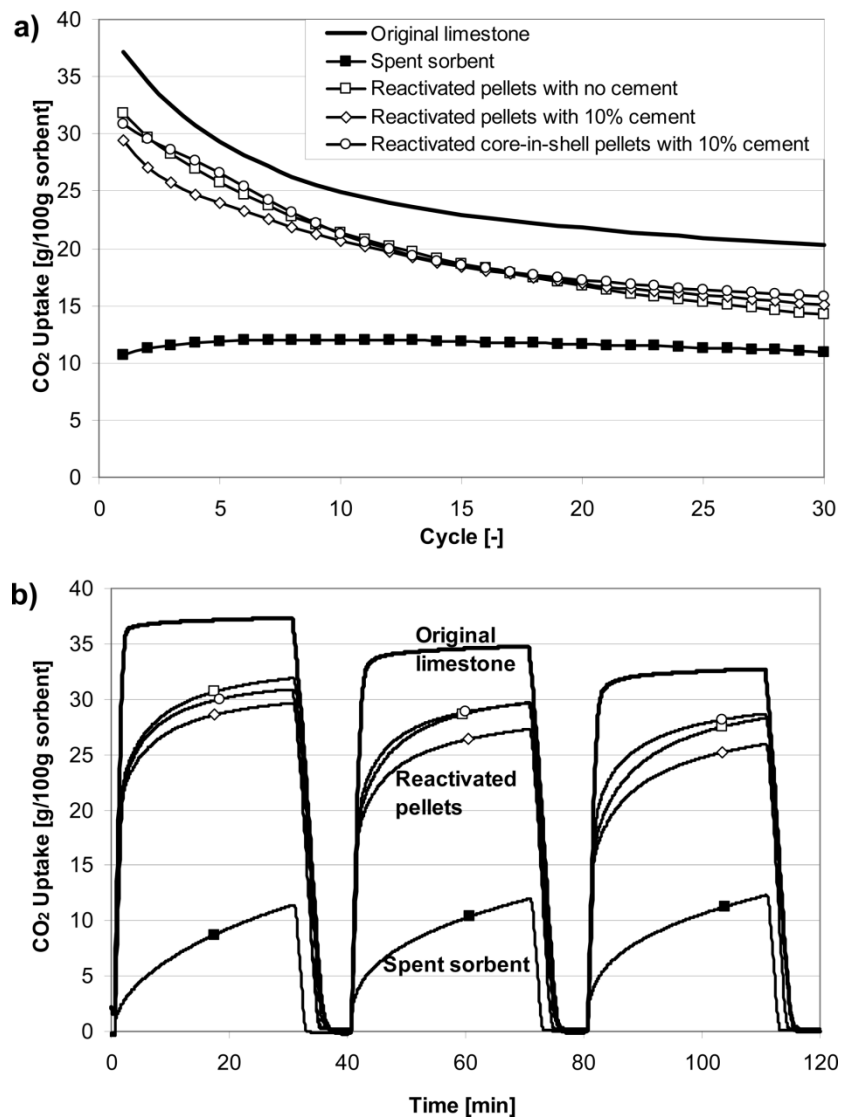 a)
40
35
30
25
20
15
10
5
0
CO₂ Uptake [g/100g sorbent]
Original limestone
Spent sorbent
Reactivated pellets with no cement
Reactivated pellets with 10% cement
Reactivated core-in-shell pellets with 10% cement
0 5 10 15 20 25 30
Cycle [-]
b)
40
35
30
25
20
15
10
5
0
CO₂ Uptake [g/100g sorbent]
Original
limestone
Reactivated
pellets
Spent sorbent
0 20 40 60 80 100 120
Time [min]